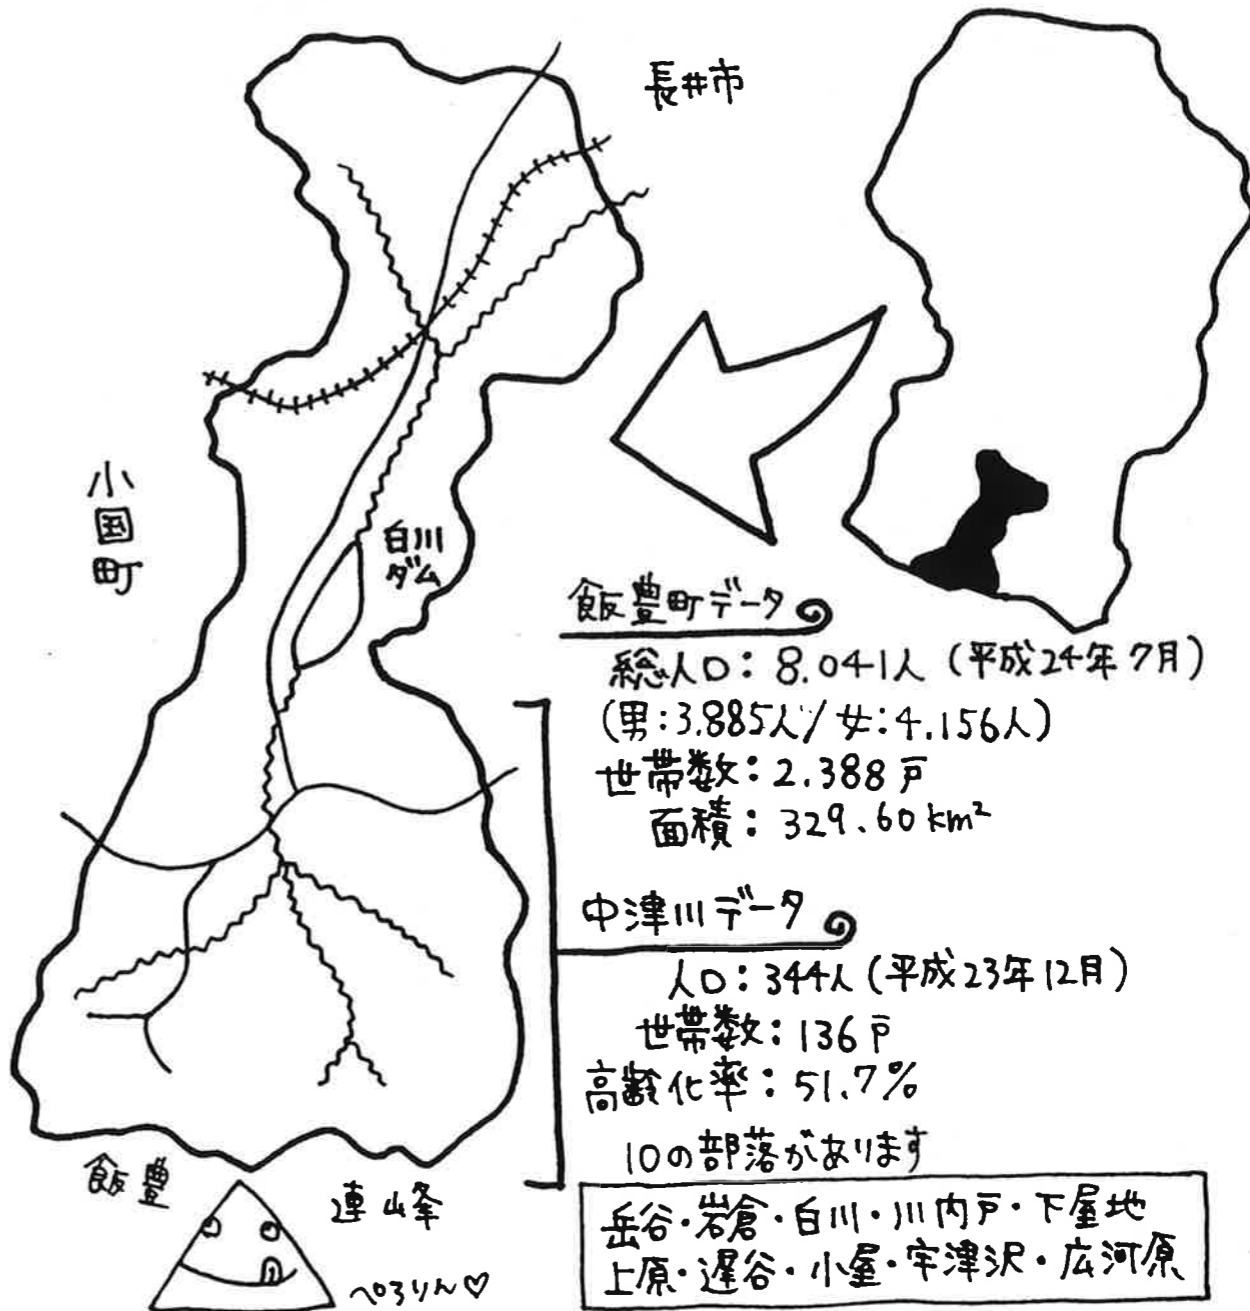 長井市
小国町
白川
ダム
飯豊町データ
総人口：8.041人（平成24年7月）
（男：3.885人／女：4.156人）
世帯数：2.388戸
面積：329.60km²
中津川データ
人口：344人（平成23年12月）
世帯数：136戸
高齢化率：51.7%
10の部落があります
岳谷・岩倉・白川・川内戸・下屋地
上原・遅谷・小屋・宇津沢・広河原
飯豊 連峰
ぺろりん♡